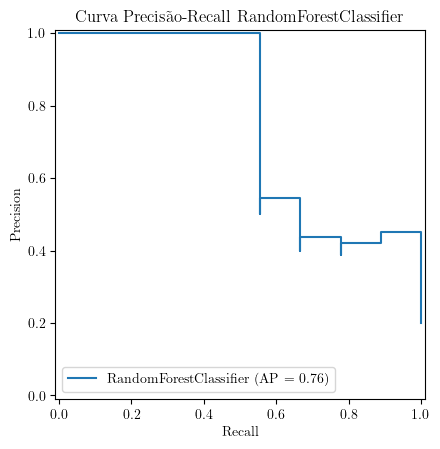 Curva Precisão-Recall RandomForestClassifier
1.0
0.8
0.6
0.4
0.2
0.0
Precision
RandomForestClassifier (AP = 0.76)
0.0 0.2 0.4 0.6 0.8 1.0
Recall